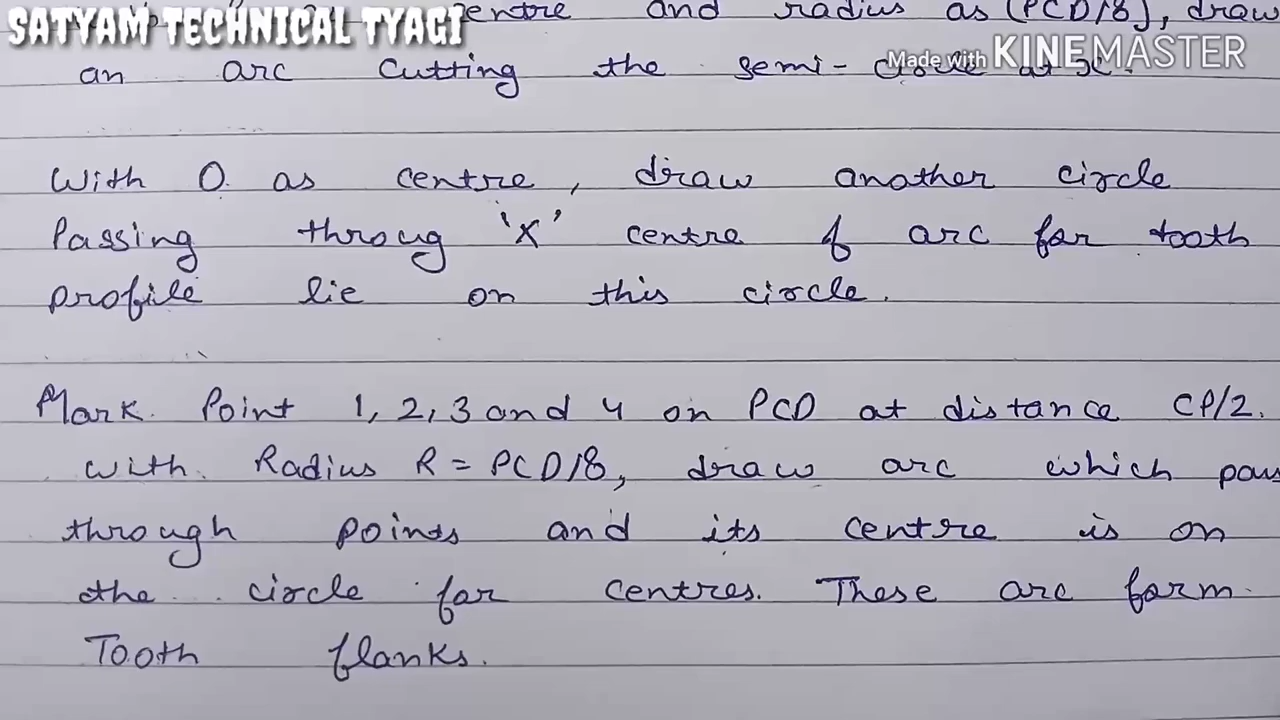 centre and radius as (PCD/8), draw
SATYAM TECHNICAL TYAGI
Made with KINEMASTER
an arc cutting the semi-circle at x.
With O. as centre, draw another circle
Passing throug 'x' centre of arc for tooth
profile lie on this circle.
Mark Point 1, 2, 3 and 4 on PCD at distance CP/2.
with. Radius R = PCD/8, draw arc which pass
through points and its centre is on
the circle for centres. These arc form.
Tooth flanks.